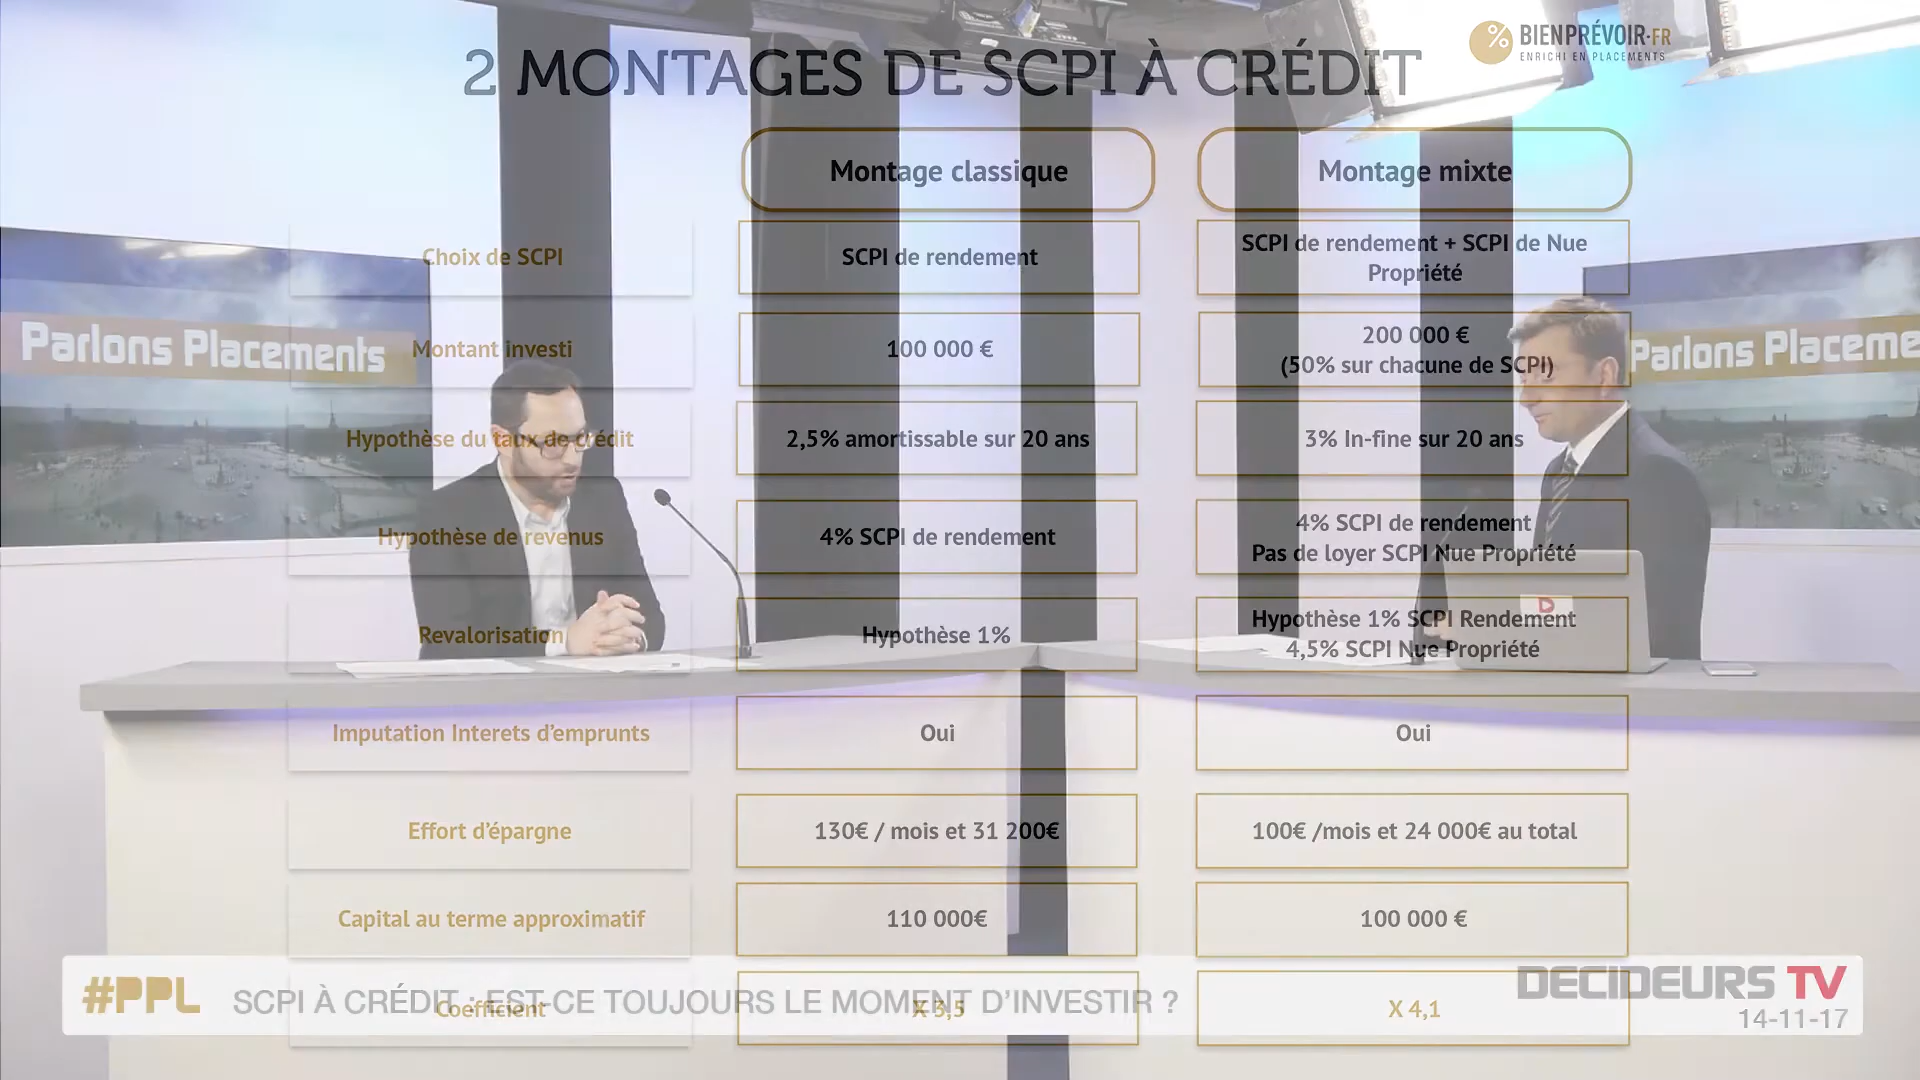 2 MONTAGES DE SCPI À CRÉDIT
% BIENPRÉVOIR·FR
ENRICHI EN PLACEMENTS
Montage classique
Montage mixte
Choix de SCPI
SCPI de rendement
SCPI de rendement + SCPI de Nue
Propriété
Parlons Placements
Parlons Placeme
Montant investi
100 000 €
200 000 €
(50% sur chacune de SCPI)
Hypothèse du taux de crédit
2,5% amortissable sur 20 ans
3% In-fine sur 20 ans
Hypothèse de revenus
4% SCPI de rendement
4% SCPI de rendement
Pas de loyer SCPI Nue Propriété
Revalorisation
Hypothèse 1%
Hypothèse 1% SCPI Rendement
4,5% SCPI Nue Propriété
Imputation Interets d'emprunts
Oui
Oui
Effort d'épargne
130€ / mois et 31 200€
100€ /mois et 24 000€ au total
Capital au terme approximatif
110 000€
100 000 €
Coefficient
X 3,5
X 4,1
#PPL
SCPI À CRÉDIT : EST-CE TOUJOURS LE MOMENT D'INVESTIR ?
DECIDEURS TV
14-11-17